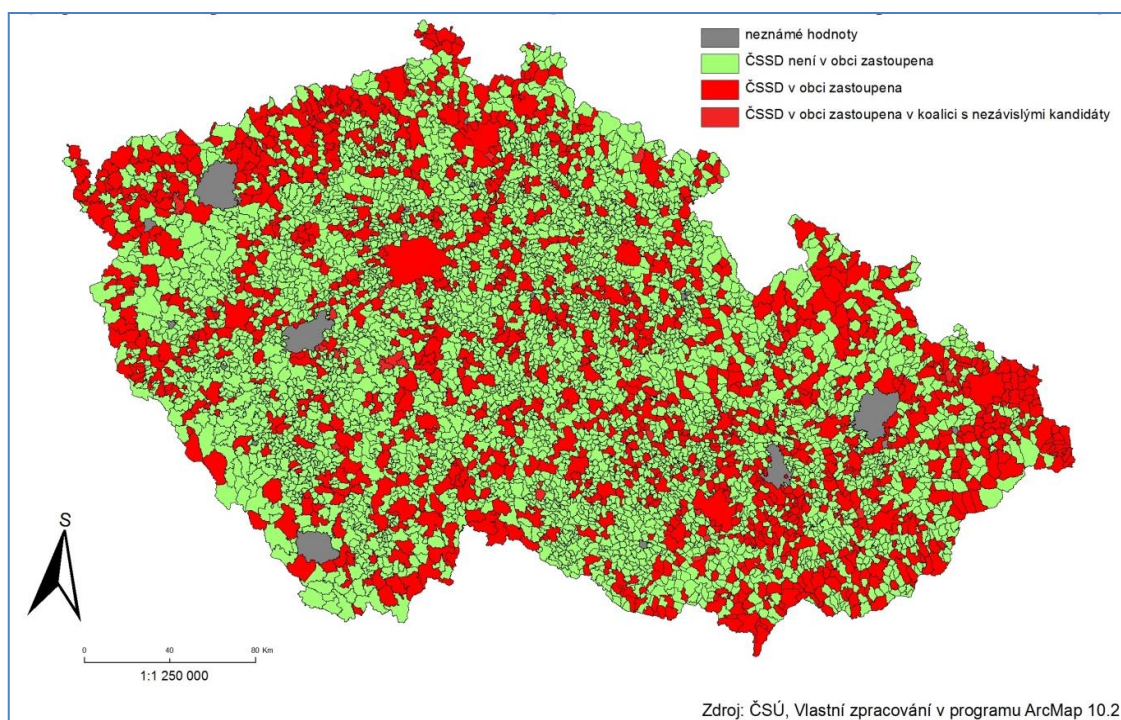 neznámé hodnoty
ČSSD není v obci zastoupena
ČSSD v obci zastoupena
ČSSD v obci zastoupena v koalici s nezávislými kandidáty
S
0 40 80 Km
1:1 250 000
Zdroj: ČSÚ, Vlastní zpracování v programu ArcMap 10.2